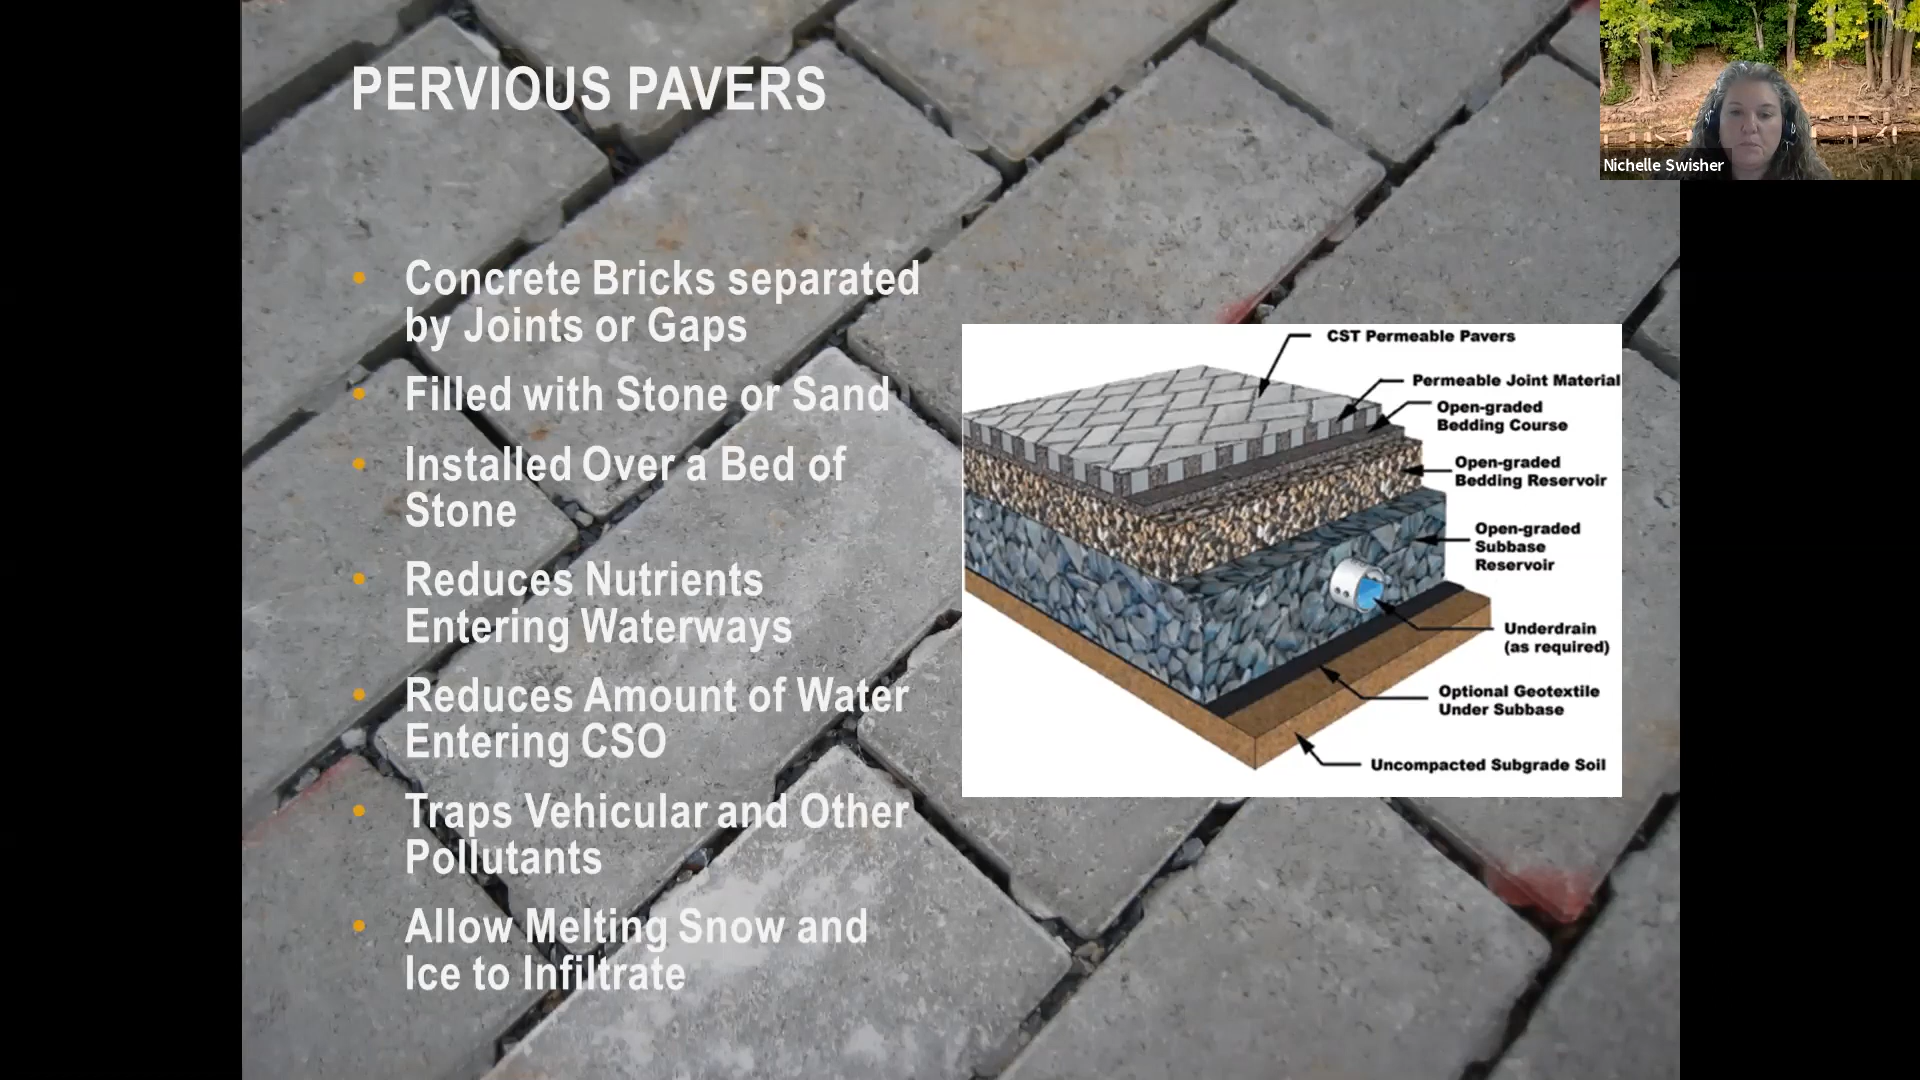 PERVIOUS PAVERS
Nichelle Swisher
• Concrete Bricks separated
by Joints or Gaps
• Filled with Stone or Sand
• Installed Over a Bed of
Stone
• Reduces Nutrients
Entering Waterways
• Reduces Amount of Water
Entering CSO
• Traps Vehicular and Other
Pollutants
• Allow Melting Snow and
Ice to Infiltrate
CST Permeable Pavers
Permeable Joint Material
Open-graded
Bedding Course
Open-graded
Bedding Reservoir
Open-graded
Subbase
Reservoir
Underdrain
(as required)
Optional Geotextile
Under Subbase
Uncompacted Subgrade Soil